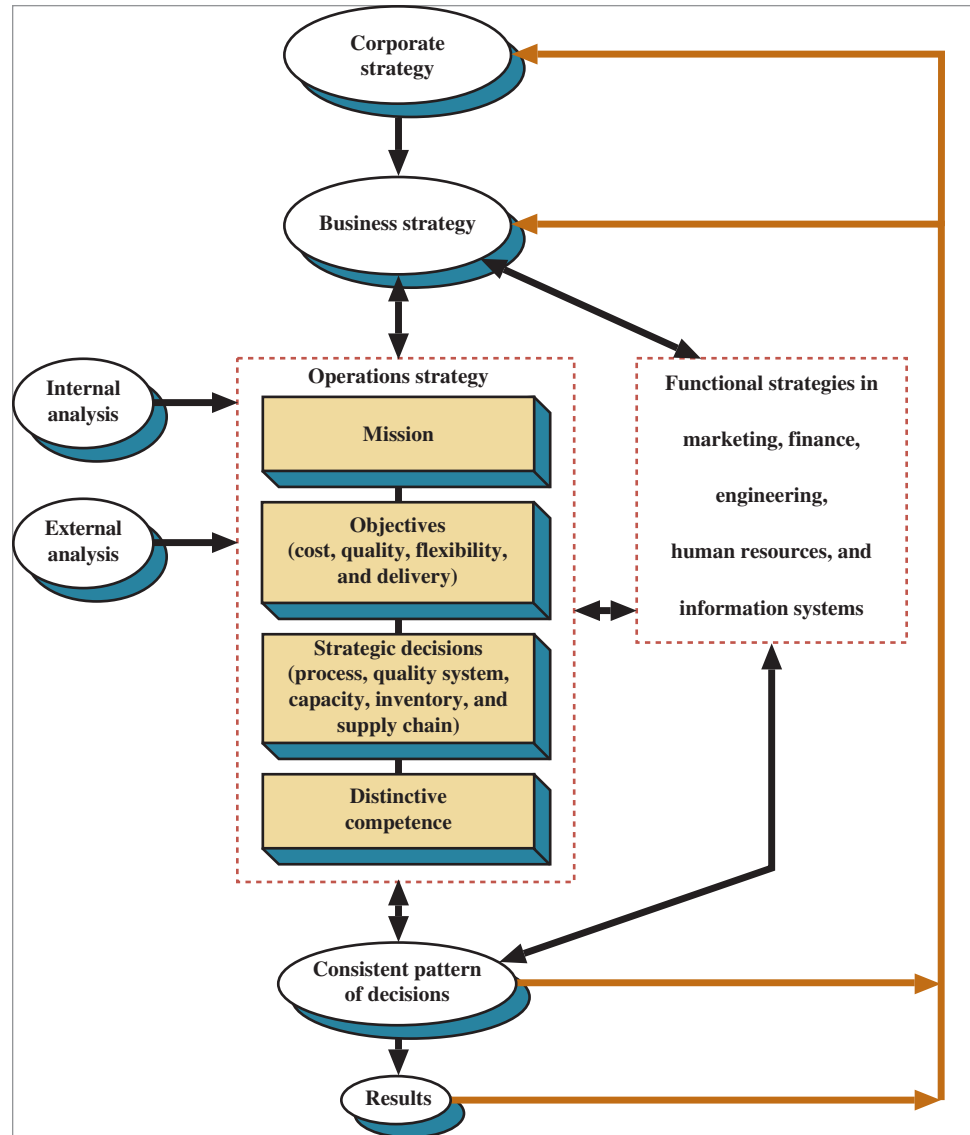 Corporate
strategy
Business strategy
Internal
analysis
External
analysis
Operations strategy
Mission
Objectives
(cost, quality, flexibility,
and delivery)
Strategic decisions
(process, quality system,
capacity, inventory, and
supply chain)
Distinctive
competence
Functional strategies in
marketing, finance,
engineering,
human resources, and
information systems
Consistent pattern
of decisions
Results